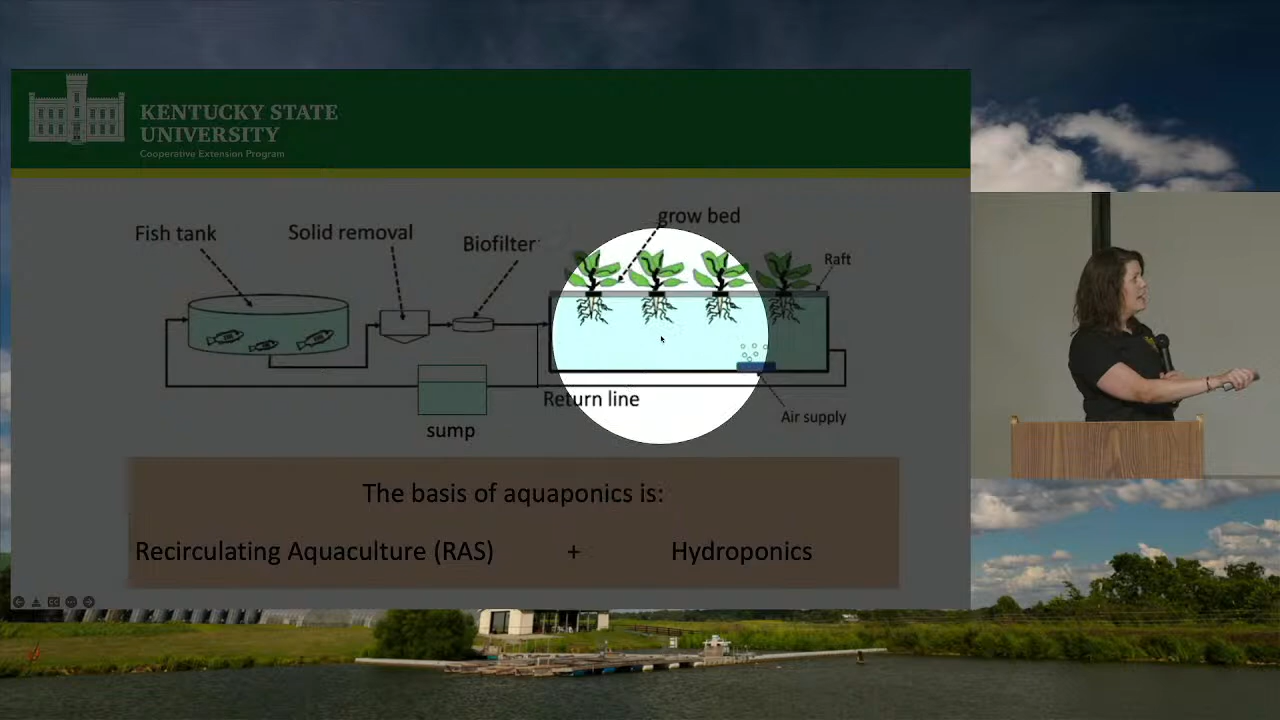 KENTUCKY STATE
UNIVERSITY
Cooperative Extension Program
grow bed
Fish tank
Solid removal
Biofilter
Raft
Return line
Air supply
sump
The basis of aquaponics is:
Recirculating Aquaculture (RAS) + Hydroponics